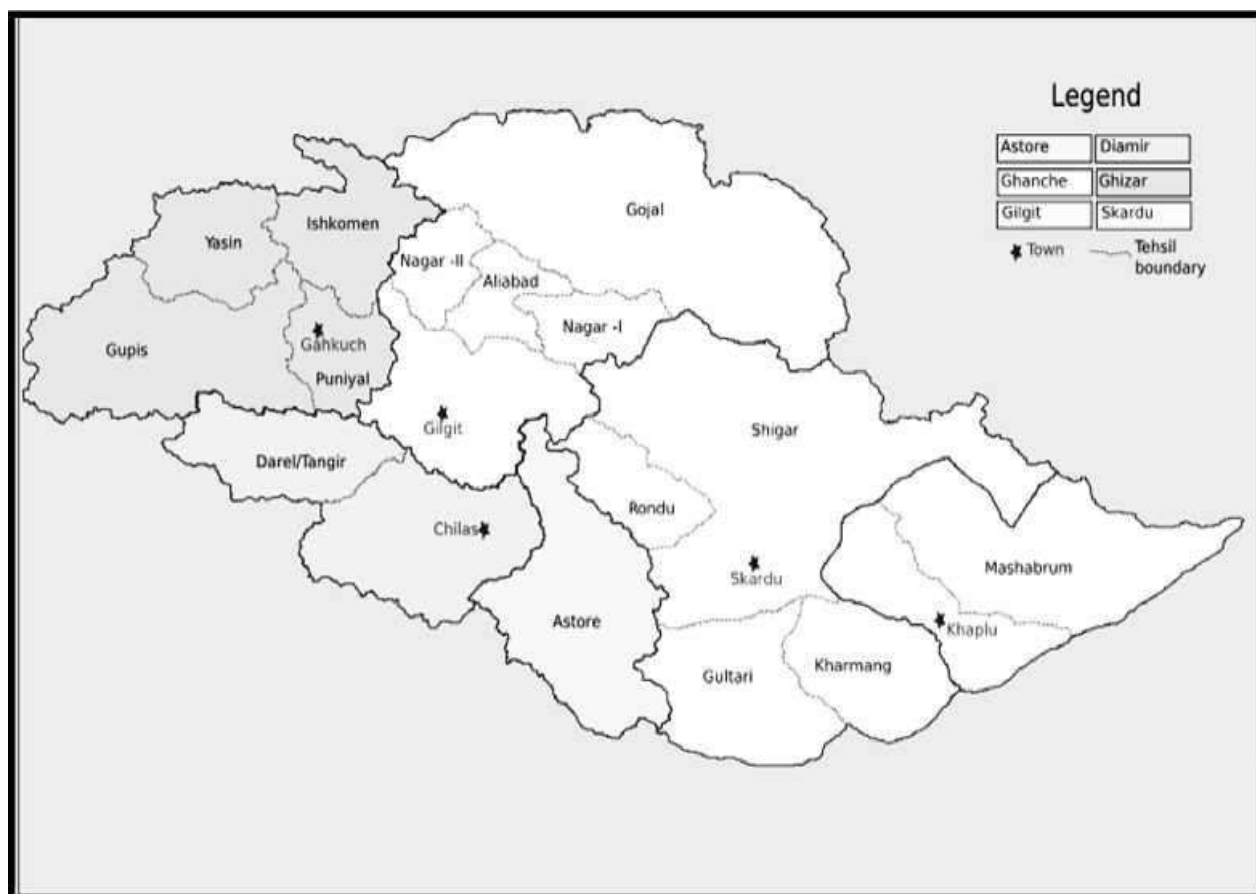 Legend
Astore Diamir
Ghanche Ghizar
Gilgit Skardu
Town Tehsil
boundary
Gojal
Ishkomen
Yasin
Nagar -II
Aliabad
Nagar -I
Gupis
Gahkuch
Puniyal
Gilgit
Shigar
Darel/Tangir
Rondu
Chilas
Skardu
Mashabrum
Astore
Khaplu
Gultari
Kharmang